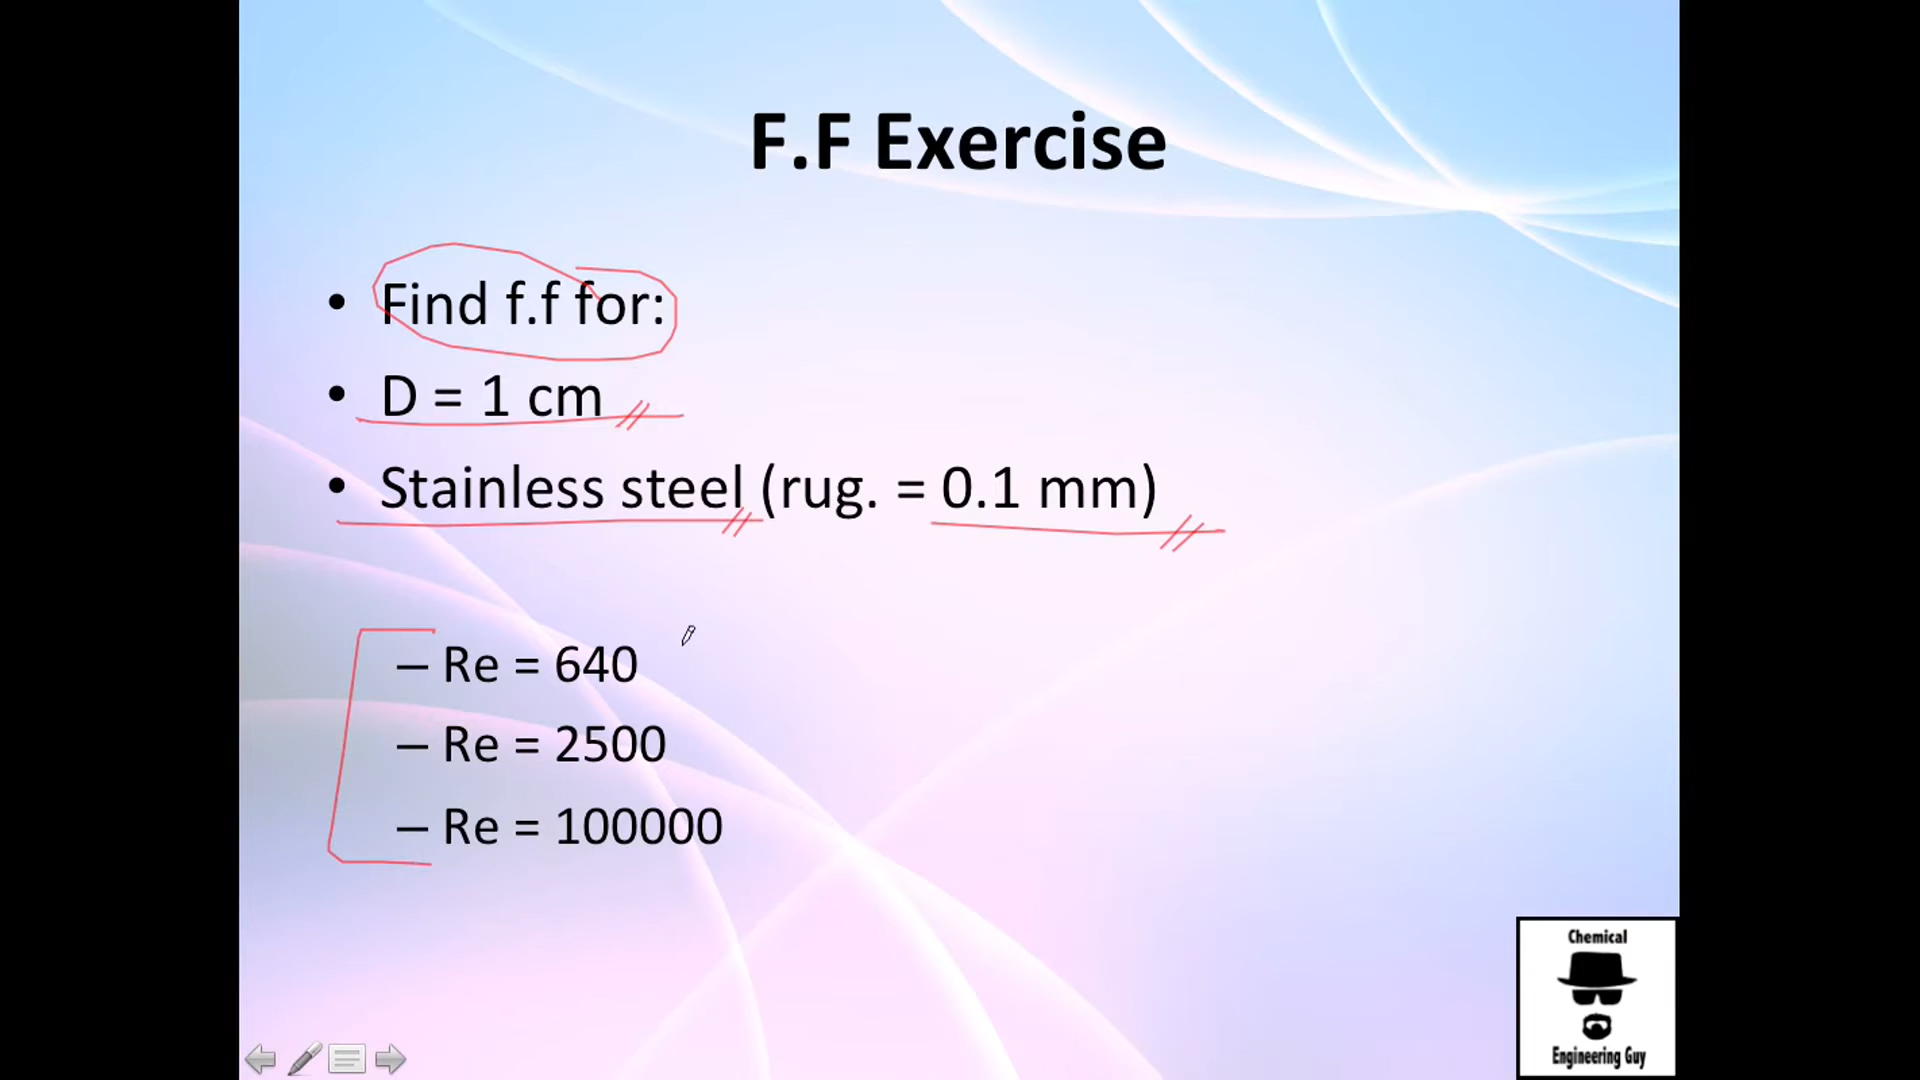 F.F Exercise
• Find f.f for:
• D = 1 cm
• Stainless steel (rug. = 0.1 mm)
– Re = 640
– Re = 2500
– Re = 100000
Chemical
Engineering Guy